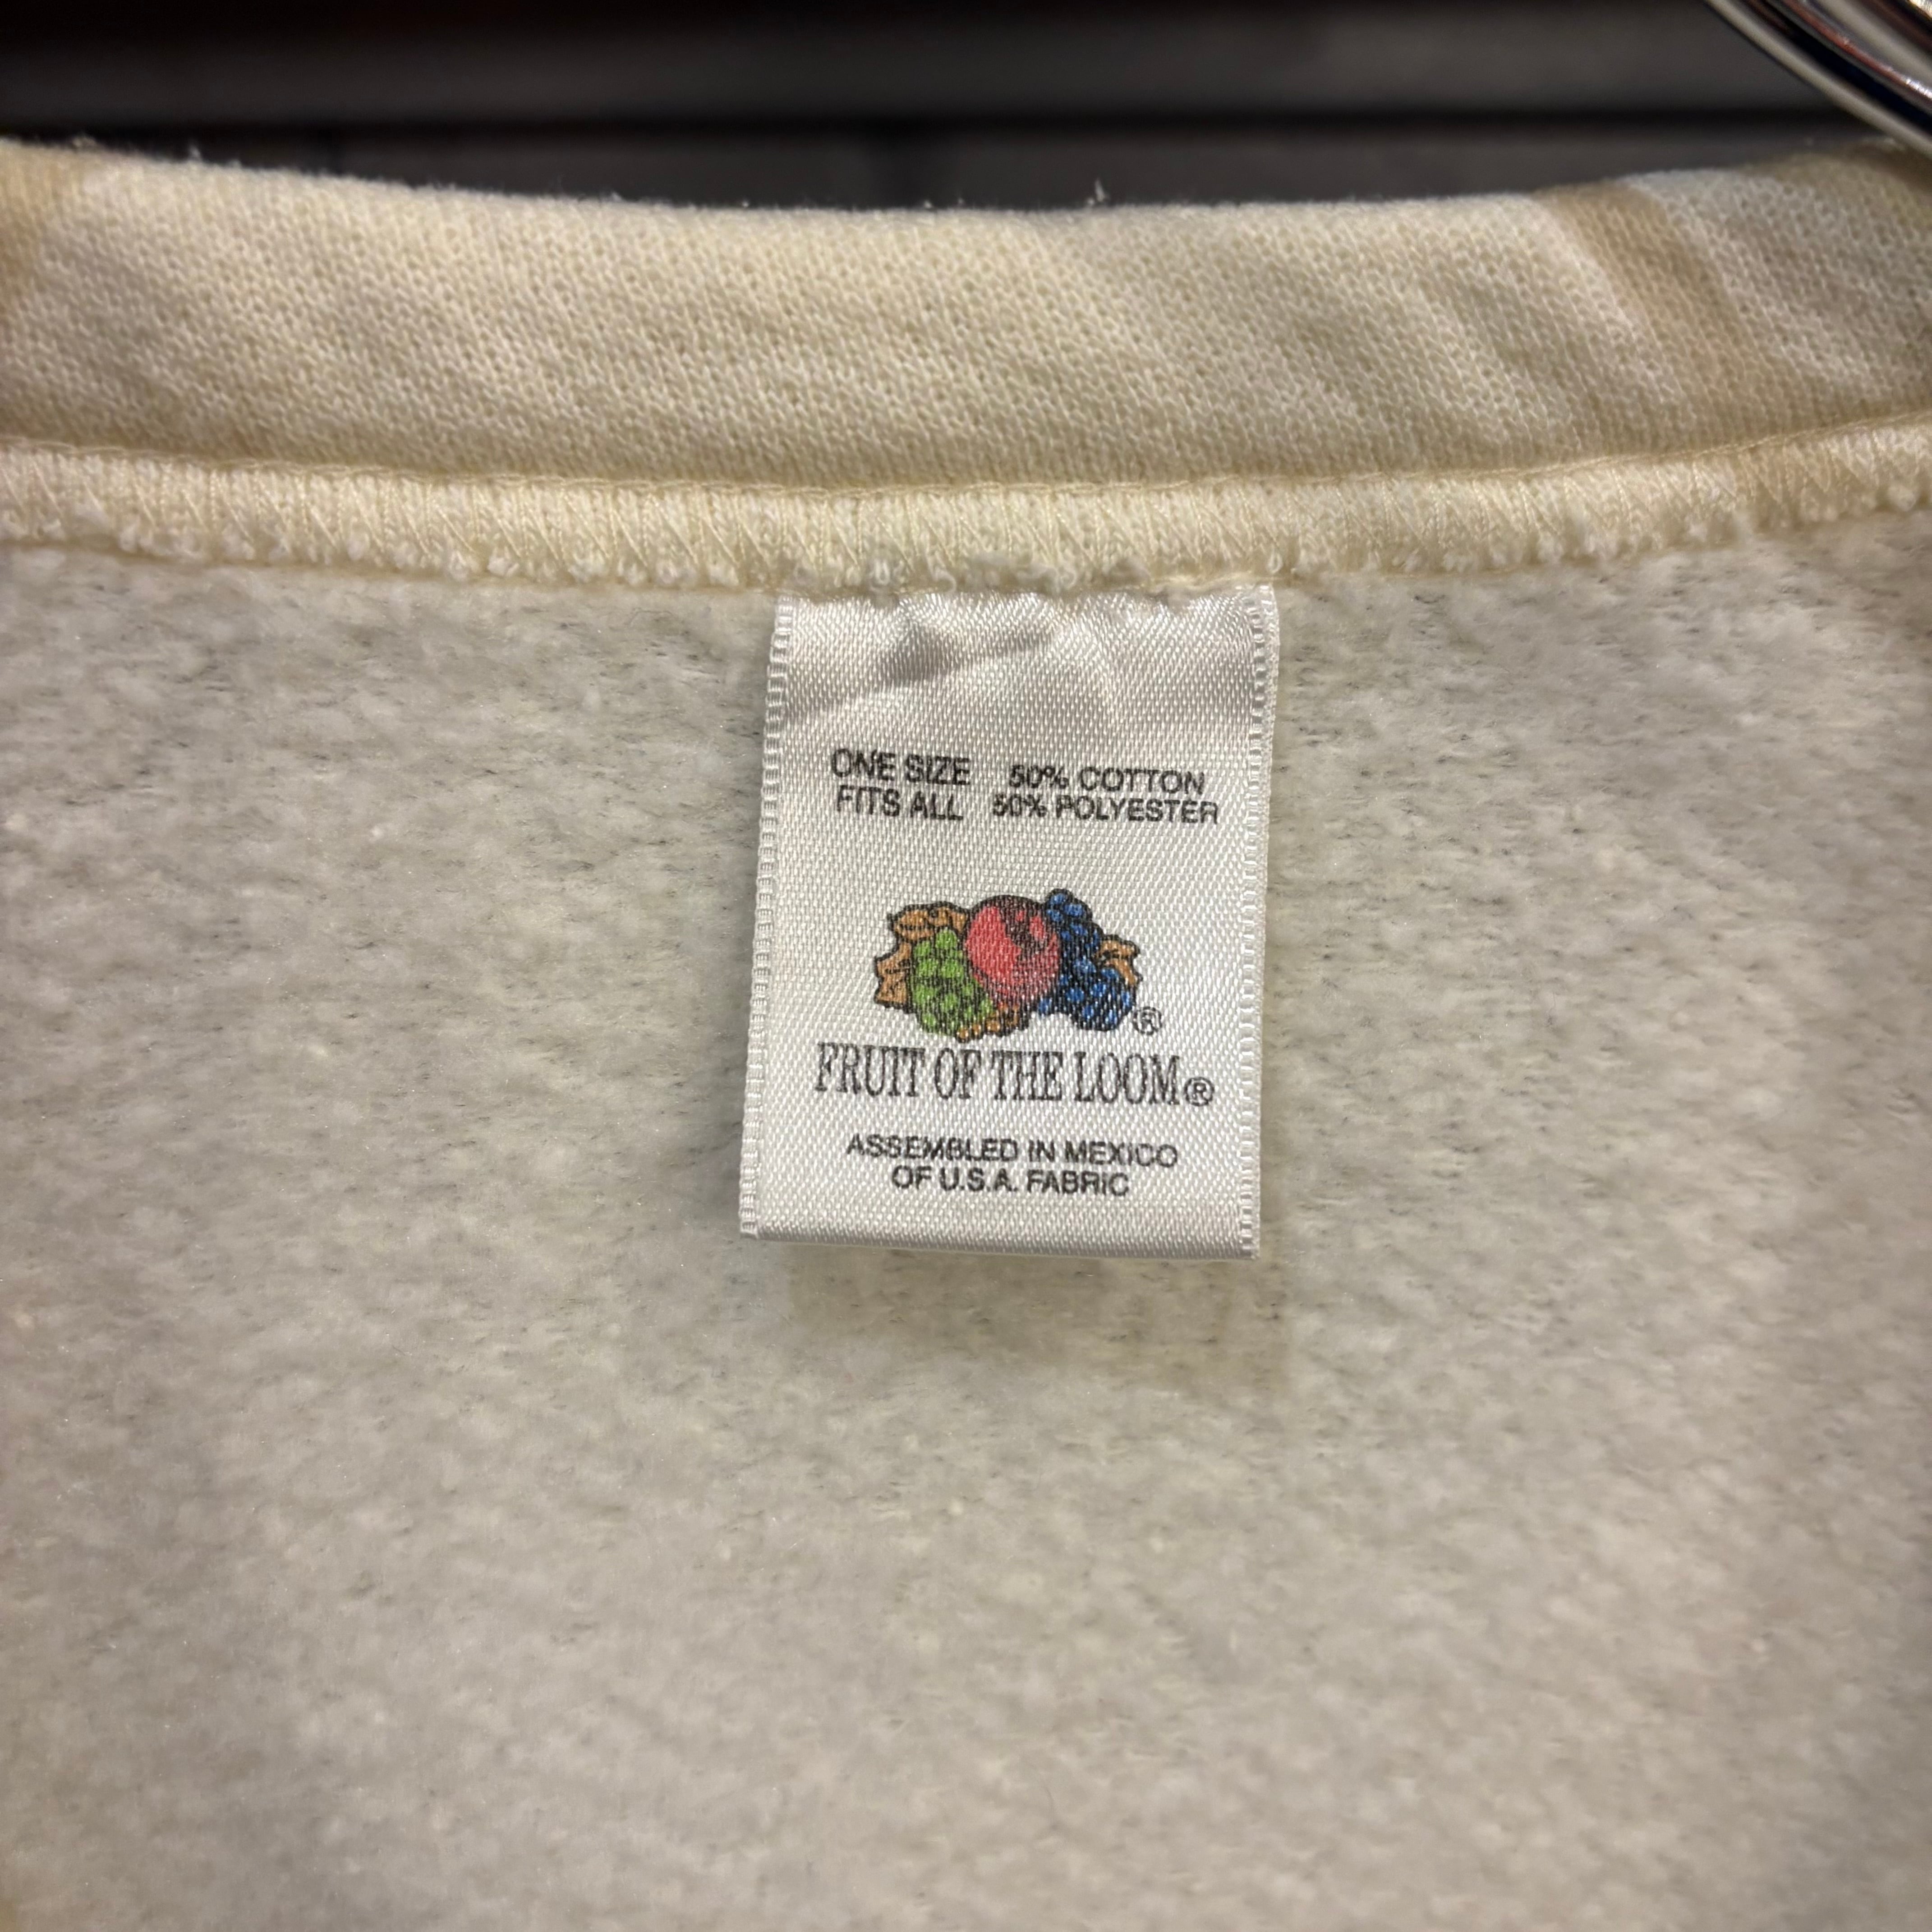 ONE SIZE 50% COTTON
FITS ALL 50% POLYESTER
®
FRUIT OF THE LOOM®
ASSEMBLED IN MEXICO
OF U.S.A. FABRIC